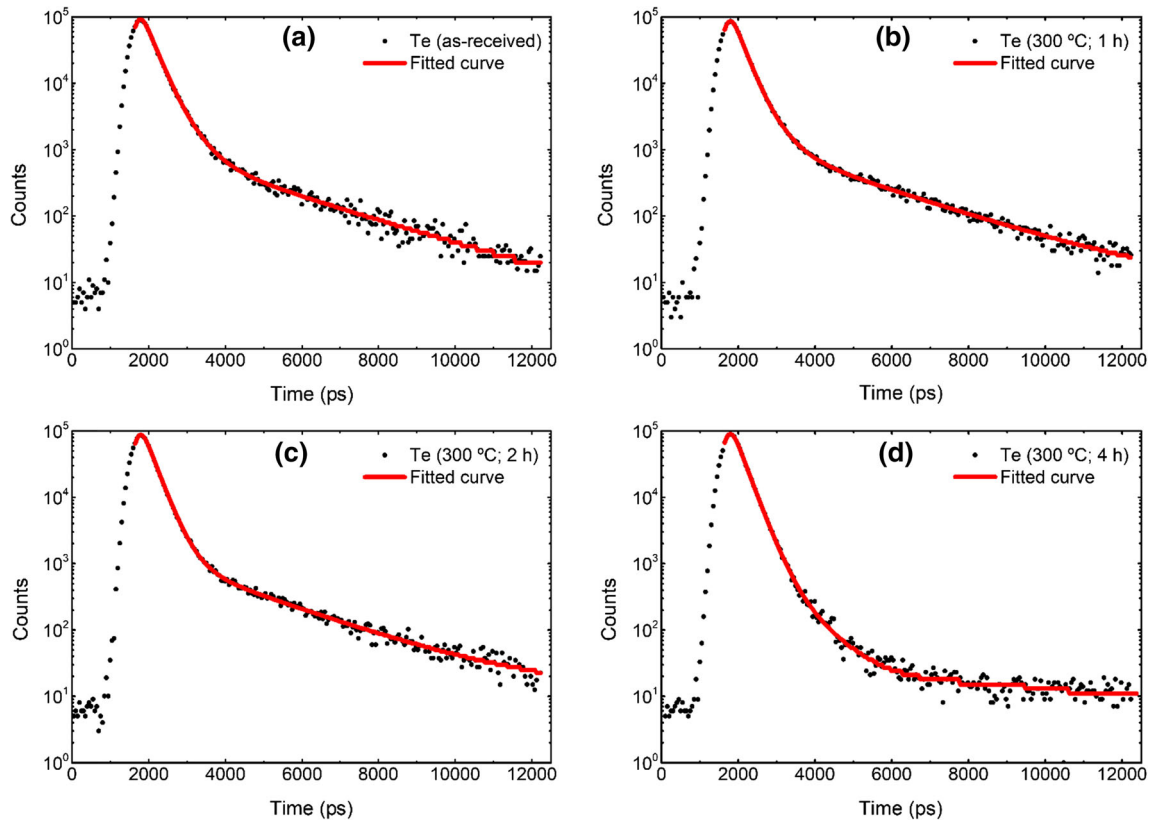 (a)
Te (as-received)
Fitted curve
Counts
10^5
10^4
10^3
10^2
10^1
10^0
0 2000 4000 6000 8000 10000 12000
Time (ps)
(b)
Te (300 ºC; 1 h)
Fitted curve
Counts
10^5
10^4
10^3
10^2
10^1
10^0
0 2000 4000 6000 8000 10000 12000
Time (ps)
(c)
Te (300 ºC; 2 h)
Fitted curve
Counts
10^5
10^4
10^3
10^2
10^1
10^0
0 2000 4000 6000 8000 10000 12000
Time (ps)
(d)
Te (300 ºC; 4 h)
Fitted curve
Counts
10^5
10^4
10^3
10^2
10^1
10^0
0 2000 4000 6000 8000 10000 12000
Time (ps)